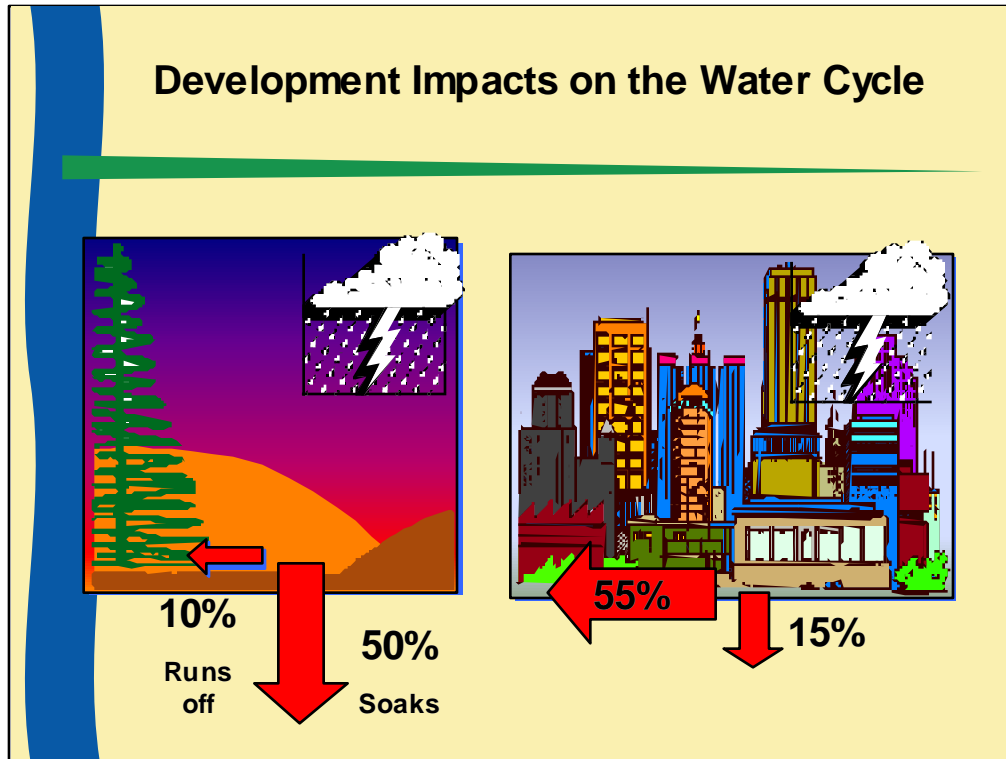 Development Impacts on the Water Cycle
10%
Runs
off
50%
Soaks
55%
15%